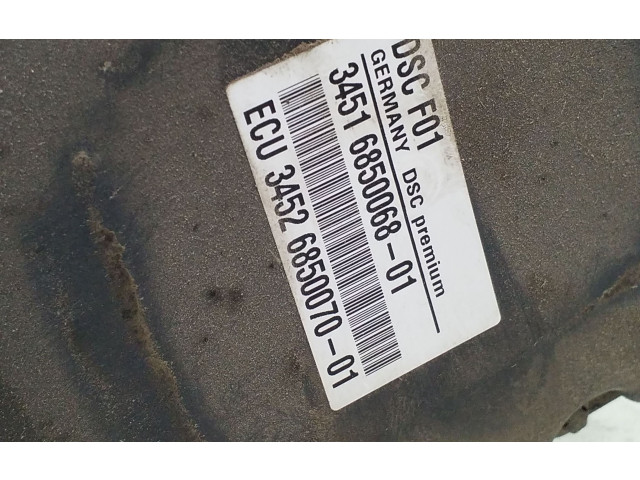 DSC F01
GERMANY DSC premium
3451 6850068-01
ECU 3452 6850070-01